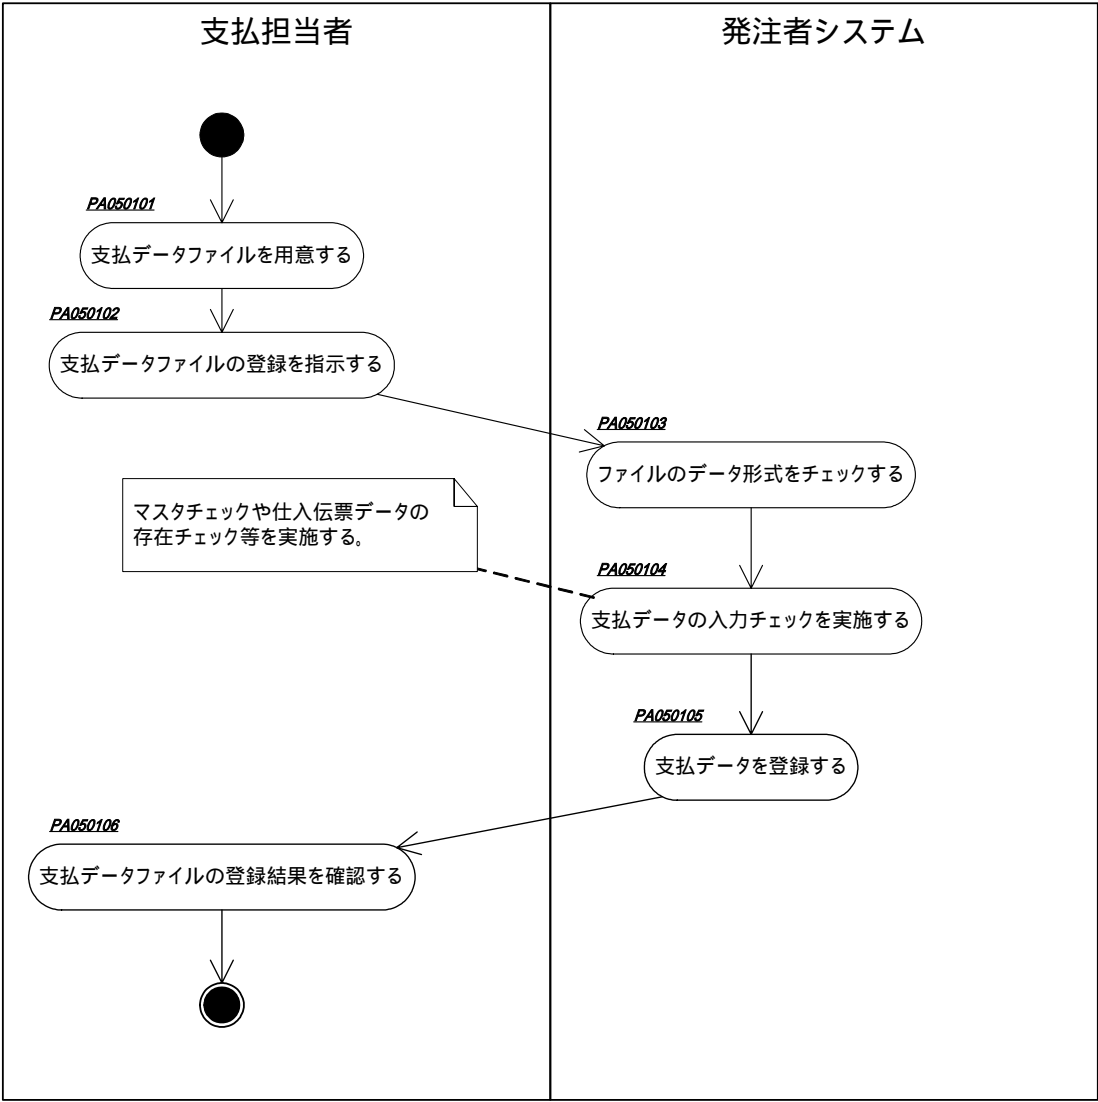 支払担当者
発注者システム
PA050101
支払データファイルを用意する
PA050102
支払データファイルの登録を指示する
PA050103
ファイルのデータ形式をチェックする
マスタチェックや仕入伝票データの
存在チェック等を実施する。
PA050104
支払データの入力チェックを実施する
PA050105
支払データを登録する
PA050106
支払データファイルの登録結果を確認する